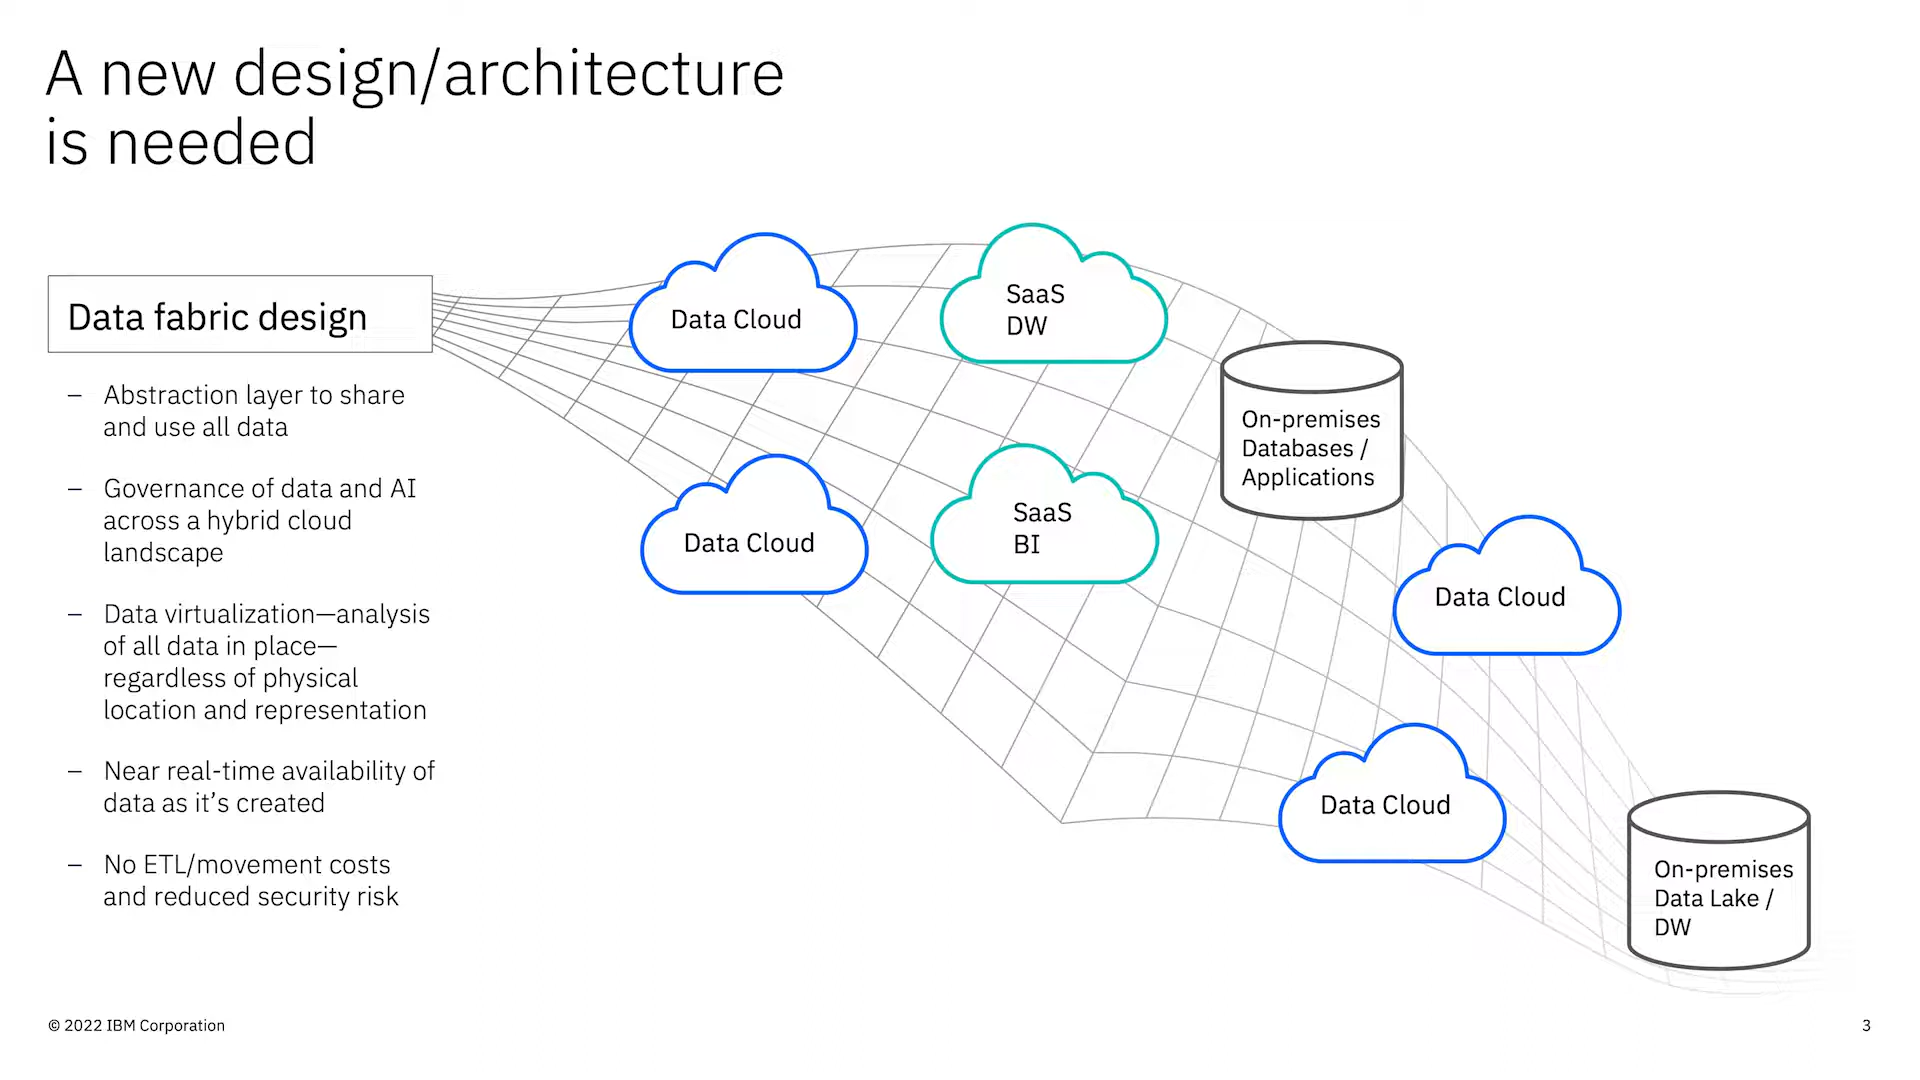 A new design/architecture
is needed
Data fabric design
– Abstraction layer to share
and use all data
– Governance of data and AI
across a hybrid cloud
landscape
– Data virtualization—analysis
of all data in place—
regardless of physical
location and representation
– Near real-time availability of
data as it’s created
– No ETL/movement costs
and reduced security risk
Data Cloud
SaaS
DW
On-premises
Databases /
Applications
Data Cloud
SaaS
BI
Data Cloud
Data Cloud
On-premises
Data Lake /
DW
© 2022 IBM Corporation
3